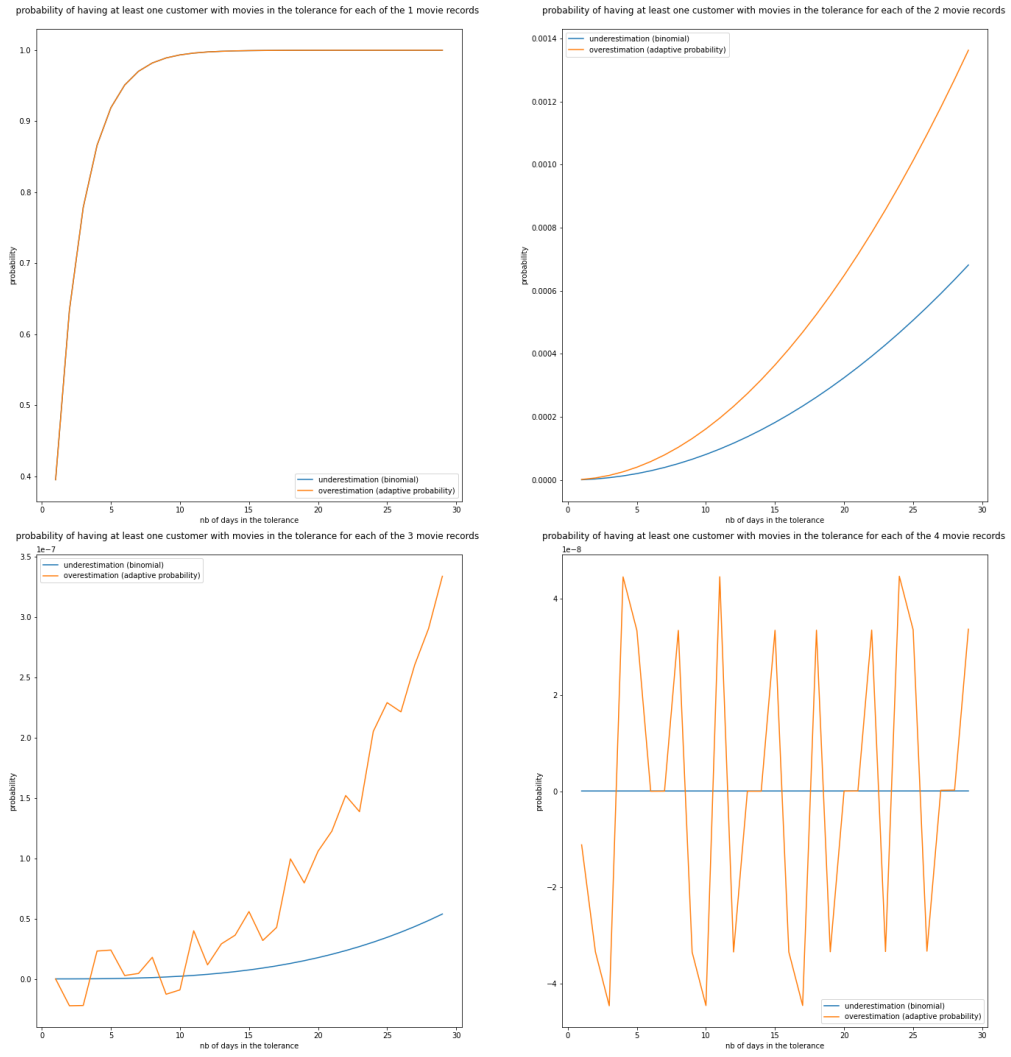 probability of having at least one customer with movies in the tolerance for each of the 1 movie records
1.0
0.9
0.8
0.7
0.6
0.5
0.4
probability
underestimation (binomial)
overestimation (adaptive probability)
0 5 10 15 20 25 30
nb of days in the tolerance
probability of having at least one customer with movies in the tolerance for each of the 2 movie records
underestimation (binomial)
overestimation (adaptive probability)
0.0014
0.0012
0.0010
0.0008
0.0006
0.0004
0.0002
0.0000
probability
0 5 10 15 20 25 30
nb of days in the tolerance
probability of having at least one customer with movies in the tolerance for each of the 3 movie records
1e−7
underestimation (binomial)
overestimation (adaptive probability)
3.5
3.0
2.5
2.0
1.5
1.0
0.5
0.0
probability
0 5 10 15 20 25 30
nb of days in the tolerance
probability of having at least one customer with movies in the tolerance for each of the 4 movie records
1e−8
4
2
0
−2
−4
probability
underestimation (binomial)
overestimation (adaptive probability)
0 5 10 15 20 25 30
nb of days in the tolerance